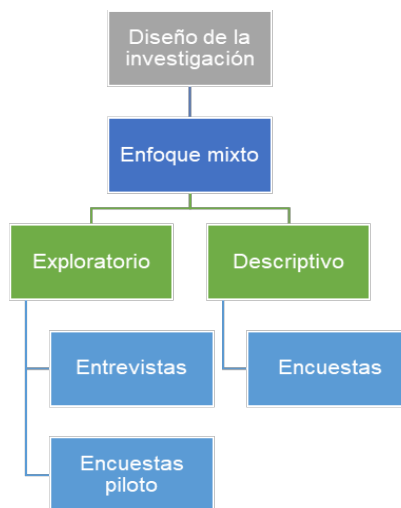 Diseño de la
investigación
Enfoque mixto
Exploratorio
Descriptivo
Entrevistas
Encuestas
Encuestas
piloto